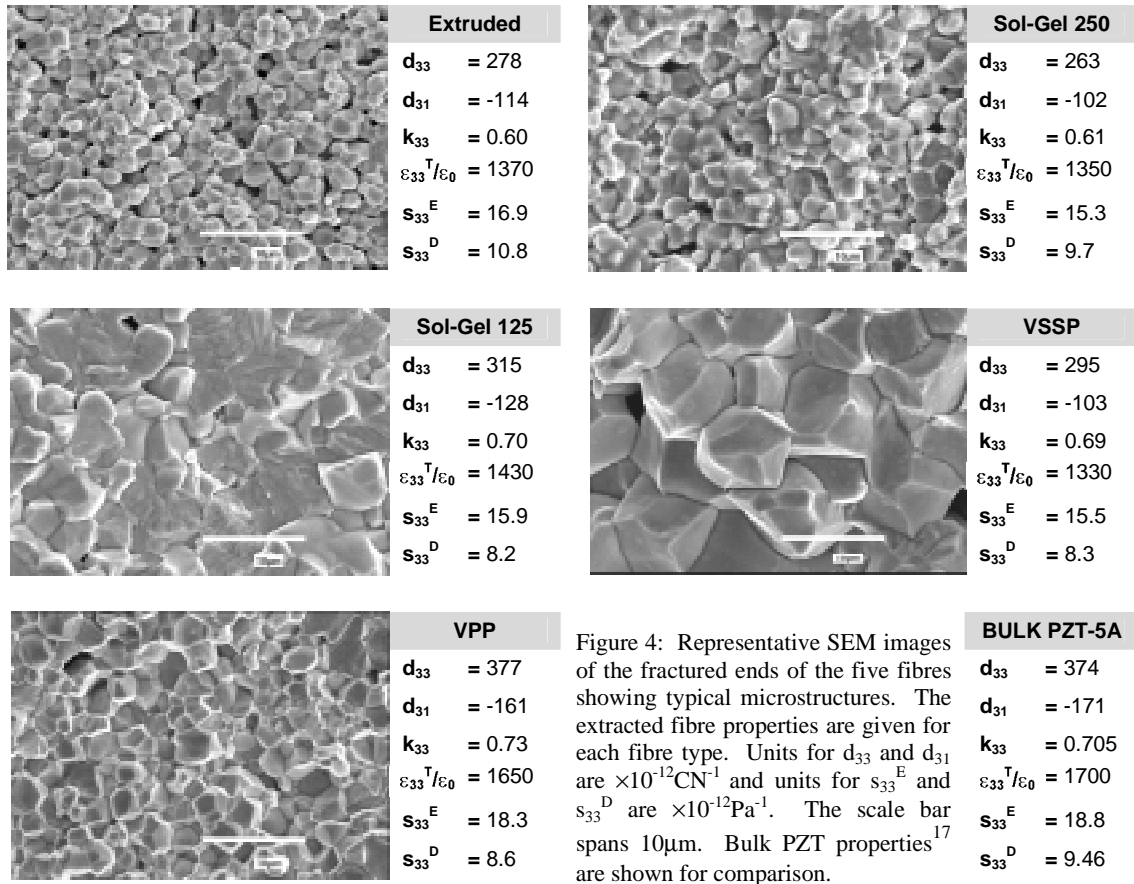 Extruded
d₃₃ = 278
d₃₁ = -114
k₃₃ = 0.60
ε₃₃ᵀ/ε₀ = 1370
s₃₃ᴱ = 16.9
s₃₃ᴰ = 10.8
Sol-Gel 250
d₃₃ = 263
d₃₁ = -102
k₃₃ = 0.61
ε₃₃ᵀ/ε₀ = 1350
s₃₃ᴱ = 15.3
s₃₃ᴰ = 9.7
10µm
Sol-Gel 125
d₃₃ = 315
d₃₁ = -128
k₃₃ = 0.70
ε₃₃ᵀ/ε₀ = 1430
s₃₃ᴱ = 15.9
s₃₃ᴰ = 8.2
VSSP
d₃₃ = 295
d₃₁ = -103
k₃₃ = 0.69
ε₃₃ᵀ/ε₀ = 1330
s₃₃ᴱ = 15.5
s₃₃ᴰ = 8.3
VPP
d₃₃ = 377
d₃₁ = -161
k₃₃ = 0.73
ε₃₃ᵀ/ε₀ = 1650
s₃₃ᴱ = 18.3
s₃₃ᴰ = 8.6
Figure 4: Representative SEM images
of the fractured ends of the five fibres
showing typical microstructures. The
extracted fibre properties are given for
each fibre type. Units for d₃₃ and d₃₁
are ×10⁻¹²CN⁻¹ and units for s₃₃ᴱ and
s₃₃ᴰ are ×10⁻¹²Pa⁻¹. The scale bar
spans 10µm. Bulk PZT properties¹⁷
are shown for comparison.
BULK PZT-5A
d₃₃ = 374
d₃₁ = -171
k₃₃ = 0.705
ε₃₃ᵀ/ε₀ = 1700
s₃₃ᴱ = 18.8
s₃₃ᴰ = 9.46